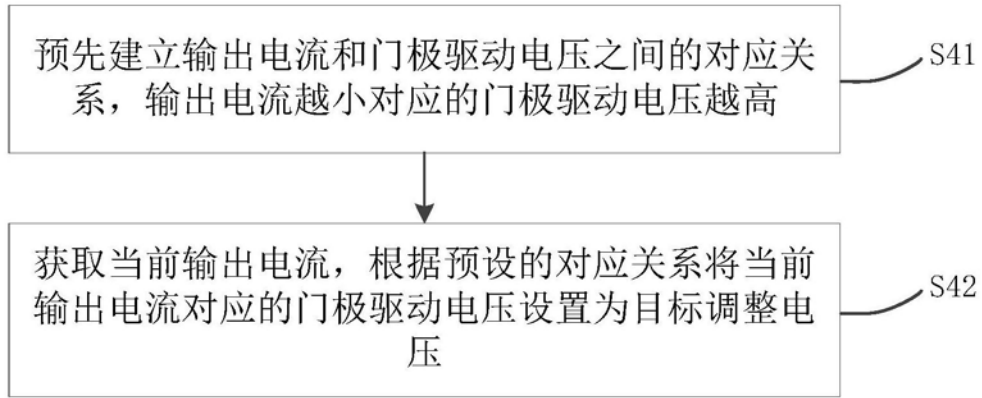 预先建立输出电流和门极驱动电压之间的对应关
系，输出电流越小对应的门极驱动电压越高
S41
获取当前输出电流，根据预设的对应关系将当前
输出电流对应的门极驱动电压设置为目标调整电
压
S42